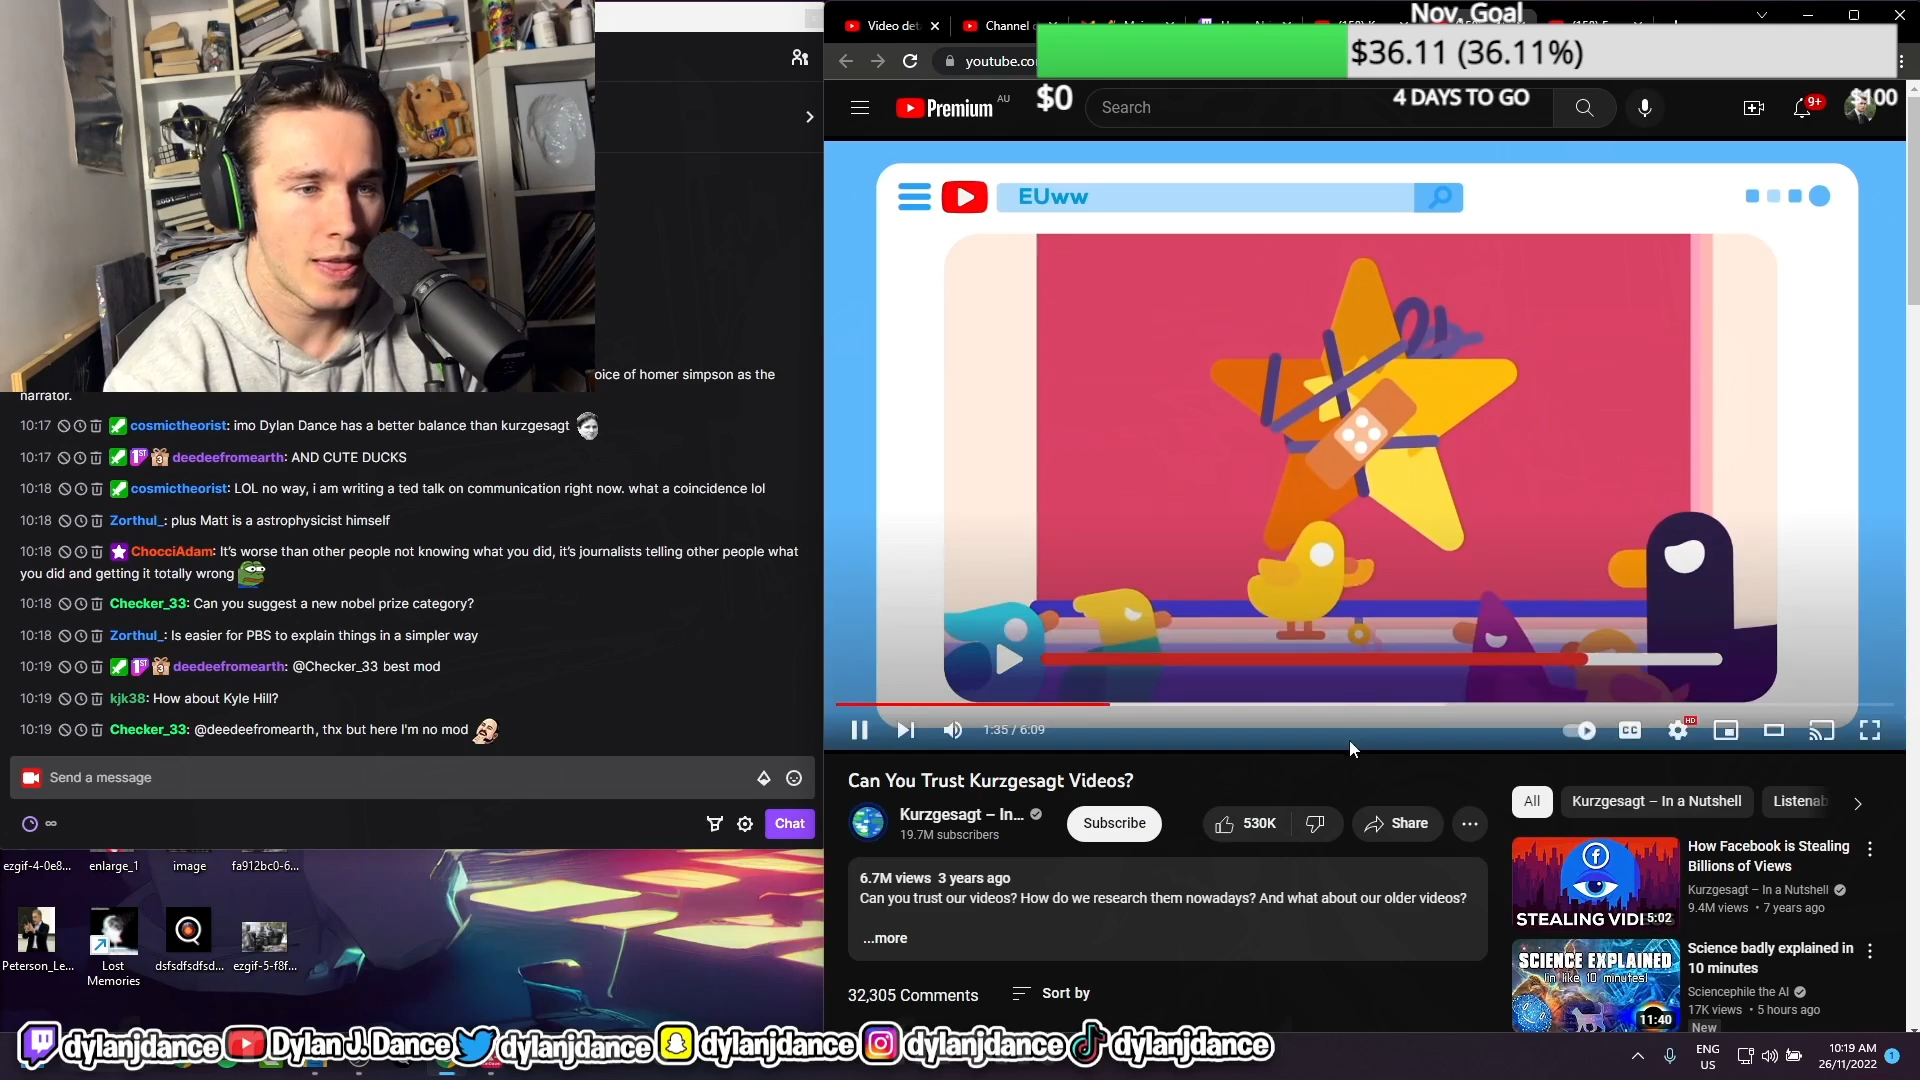 Video det
Channel
Nov. Goal
$36.11 (36.11%)
youtube.co
Premium
AU
$0
Search
4 DAYS TO GO
9+
$100
EUww
oice of homer simpson as the
narrator.
10:17 cosmictheorist: imo Dylan Dance has a better balance than kurzgesagt
10:17 1ST 3 deedeefromearth: AND CUTE DUCKS
10:18 cosmictheorist: LOL no way, i am writing a ted talk on communication right now. what a coincidence lol
10:18 Zorthul_: plus Matt is a astrophysicist himself
10:18 ChocciAdam: It's worse than other people not knowing what you did, it's journalists telling other people what
you did and getting it totally wrong
10:18 Checker_33: Can you suggest a new nobel prize category?
10:18 Zorthul_: Is easier for PBS to explain things in a simpler way
10:19 1ST 3 deedeefromearth: @Checker_33 best mod
10:19 kjk38: How about Kyle Hill?
10:19 Checker_33: @deedeefromearth, thx but here I'm no mod
Send a message
Chat
1:35 / 6:09
CC
HD
Can You Trust Kurzgesagt Videos?
Kurzgesagt – In...
19.7M subscribers
Subscribe
530K
Share
6.7M views 3 years ago
Can you trust our videos? How do we research them nowadays? And what about our older videos?
...more
32,305 Comments
Sort by
All
Kurzgesagt – In a Nutshell
Listenab
STEALING VID
5:02
How Facebook is Stealing
Billions of Views
Kurzgesagt – In a Nutshell
9.4M views • 7 years ago
SCIENCE EXPLAINED
(in like 10 minutes!)
11:40
Science badly explained in
10 minutes
Sciencephile the AI
17K views • 5 hours ago
New
ezgif-4-0e8...
enlarge_1
image
fa912bc0-6...
Peterson_Le...
Lost
Memories
dsfsdfsdfsd...
ezgif-5-f8f...
dylanjdance
Dylan J. Dance
dylanjdance
dylanjdance
dylanjdance
dylanjdance
ENG
US
10:19 AM
26/11/2022
1